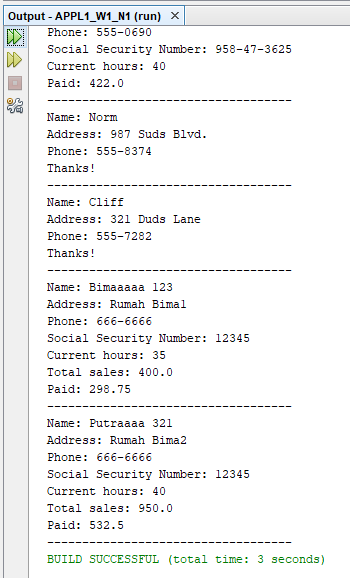 Output - APPL1_W1_N1 (run)
Phone: 555-0690
Social Security Number: 958-47-3625
Current hours: 40
Paid: 422.0
-----------------------------------
Name: Norm
Address: 987 Suds Blvd.
Phone: 555-8374
Thanks!
-----------------------------------
Name: Cliff
Address: 321 Duds Lane
Phone: 555-7282
Thanks!
-----------------------------------
Name: Bimaaaaa 123
Address: Rumah Bima1
Phone: 666-6666
Social Security Number: 12345
Current hours: 35
Total sales: 400.0
Paid: 298.75
-----------------------------------
Name: Putraaaa 321
Address: Rumah Bima2
Phone: 666-6666
Social Security Number: 12345
Current hours: 40
Total sales: 950.0
Paid: 532.5
-----------------------------------
BUILD SUCCESSFUL (total time: 3 seconds)